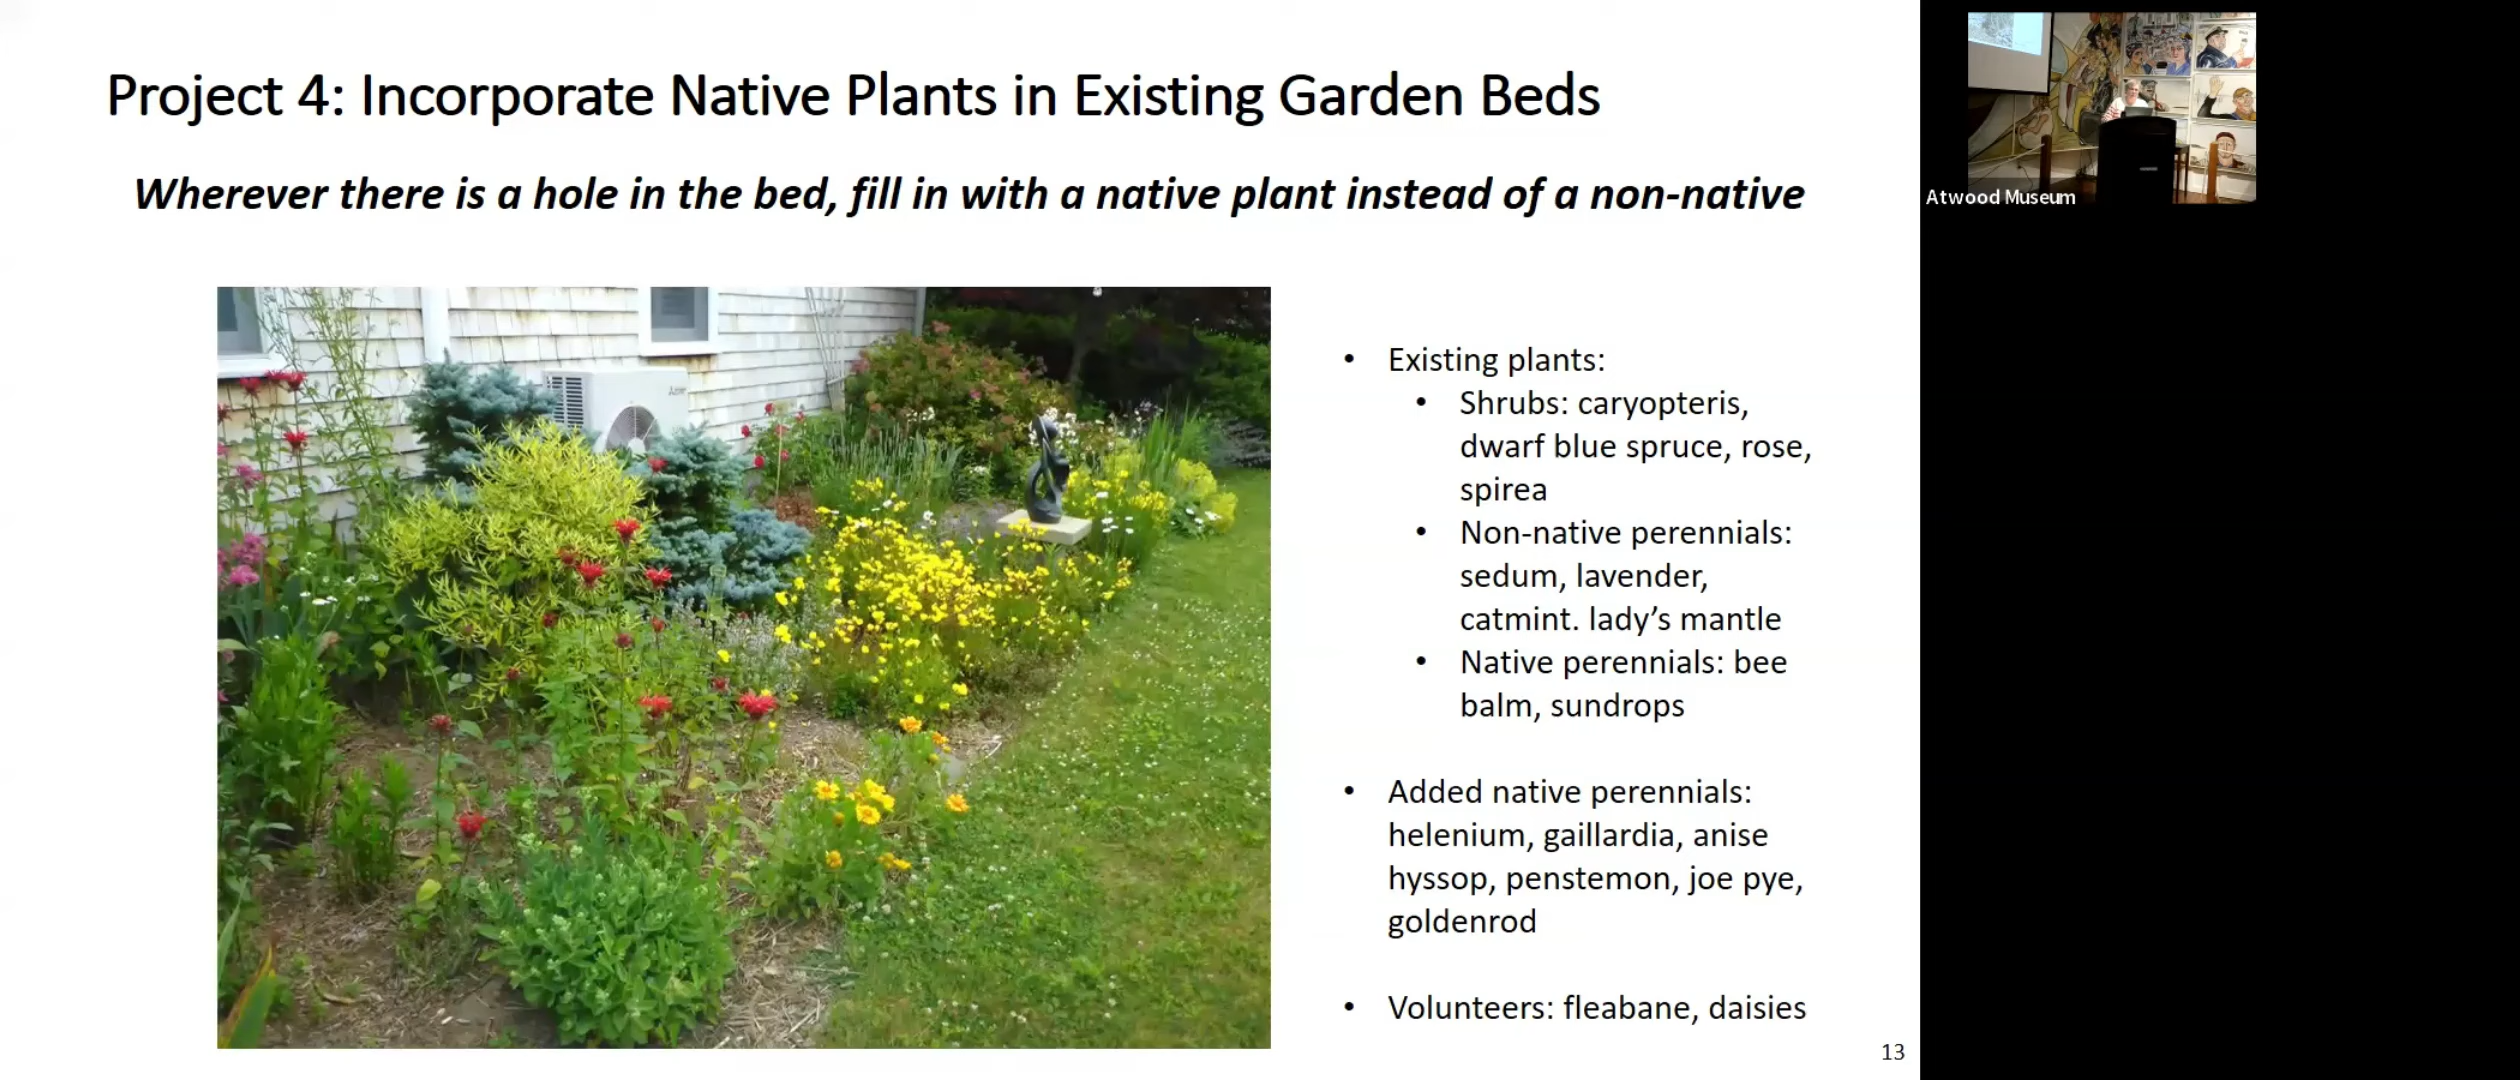 Project 4: Incorporate Native Plants in Existing Garden Beds
Wherever there is a hole in the bed, fill in with a native plant instead of a non-native
• Existing plants:
• Shrubs: caryopteris,
dwarf blue spruce, rose,
spirea
• Non-native perennials:
sedum, lavender,
catmint. lady’s mantle
• Native perennials: bee
balm, sundrops
• Added native perennials:
helenium, gaillardia, anise
hyssop, penstemon, joe pye,
goldenrod
• Volunteers: fleabane, daisies
13
Atwood Museum